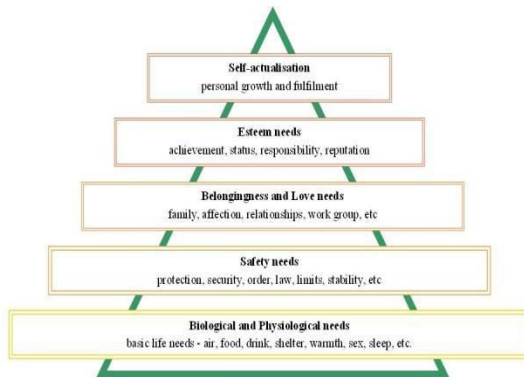 Self-actualisation
personal growth and fulfilment
Esteem needs
achievement, status, responsibility, reputation
Belongingness and Love needs
family, affection, relationships, work group, etc
Safety needs
protection, security, order, law, limits, stability, etc
Biological and Physiological needs
basic life needs - air, food, drink, shelter, warmth, sex, sleep, etc.